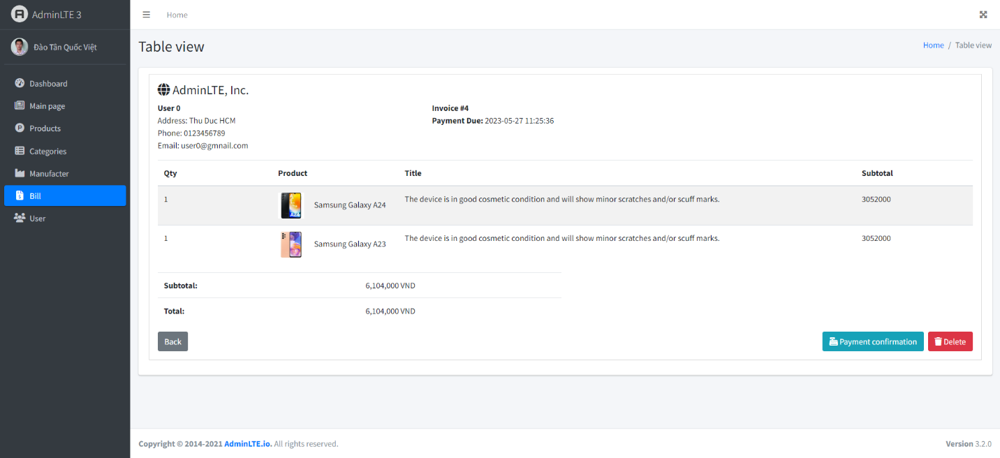 AdminLTE 3
Home
Đào Tân Quốc Việt
Table view
Home / Table view
Dashboard
Main page
Products
Categories
Manufacter
Bill
User
AdminLTE, Inc.
User 0
Address: Thu Duc HCM
Phone: 0123456789
Email: user0@gmnail.com
Invoice #4
Payment Due: 2023-05-27 11:25:36
Qty Product Title Subtotal
1 Samsung Galaxy A24 The device is in good cosmetic condition and will show minor scratches and/or scuff marks. 3052000
1 Samsung Galaxy A23 The device is in good cosmetic condition and will show minor scratches and/or scuff marks. 3052000
Subtotal: 6,104,000 VND
Total: 6,104,000 VND
Back Payment confirmation Delete
Copyright © 2014-2021 AdminLTE.io. All rights reserved. Version 3.2.0